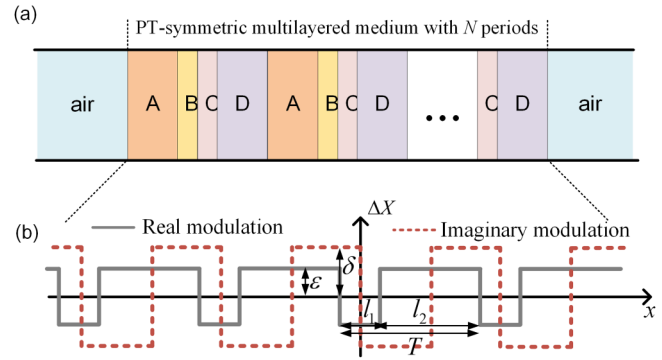 (a)
PT-symmetric multilayered medium with N periods
air A B C D A B C D ••• C D air
(b)
Real modulation
ΔX
Imaginary modulation
ε
δ
l₁
l₂
x
T